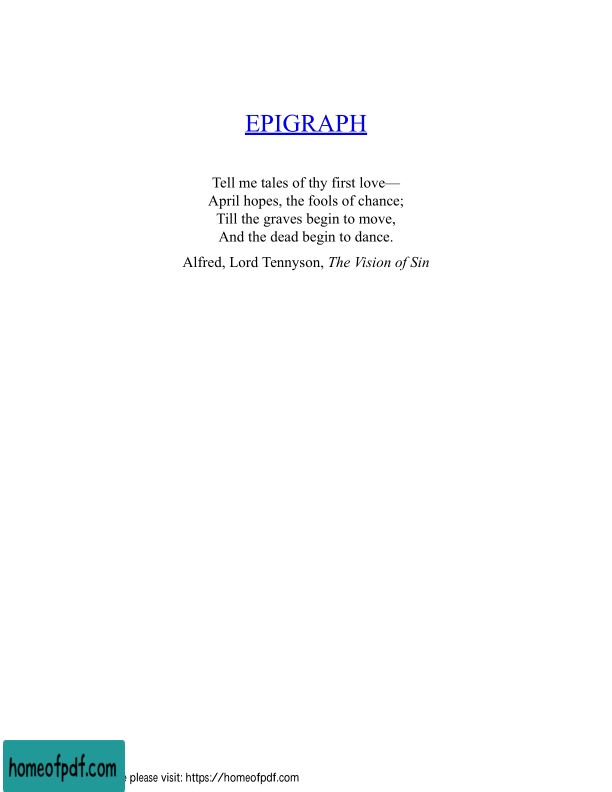 EPIGRAPH
Tell me tales of thy first love—
April hopes, the fools of chance;
Till the graves begin to move,
And the dead begin to dance.
Alfred, Lord Tennyson, The Vision of Sin
homeofpdf.com
please visit: https://homeofpdf.com